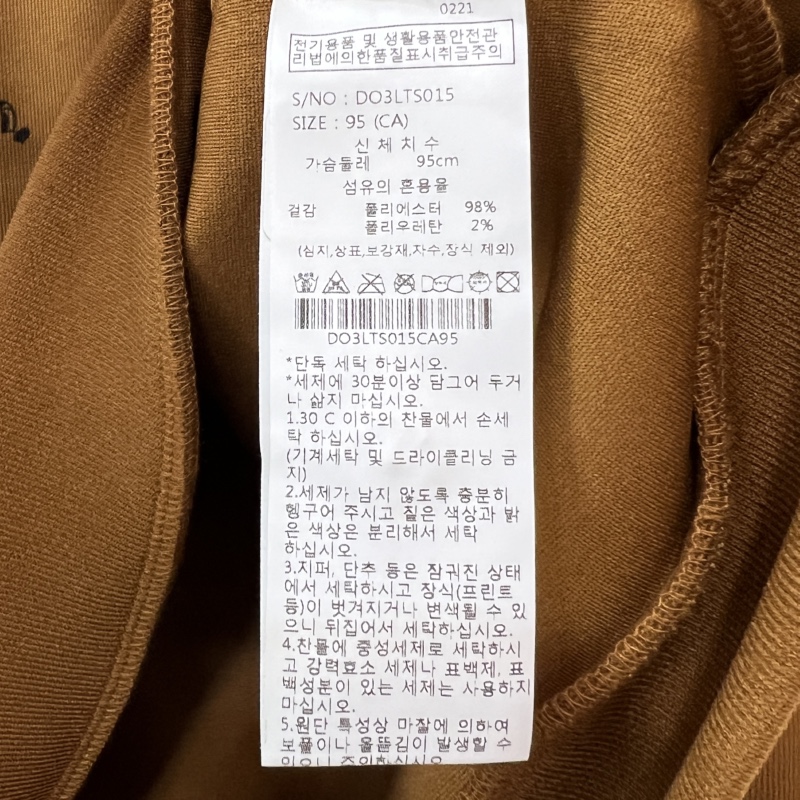 0221
전기용품 및 생활용품안전관
리법에의한품질표시취급주의
S/NO : DO3LTS015
SIZE : 95 (CA)
신 체 치 수
가슴둘레 95cm
섬유의 혼용율
겉감 폴리에스터 98%
폴리우레탄 2%
(심지,상표,보강재,자수,장식 제외)
DO3LTS015CA95
*단독 세탁 하십시오.
*세제에 30분이상 담그어 두거
나 삶지 마십시오.
1.30 C 이하의 찬물에서 손세
탁 하십시오.
(기계세탁 및 드라이클리닝 금
지)
2.세제가 남지 않도록 충분히
헹구어 주시고 짙은 색상과 밝
은 색상은 분리해서 세탁
하십시오.
3.지퍼, 단추 등은 잠궈진 상태
에서 세탁하시고 장식(프린트
등)이 벗겨지거나 변색될 수 있
으니 뒤집어서 세탁하십시오.
4.찬물에 중성세제로 세탁하시
고 강력효소 세제나 표백제, 표
백성분이 있는 세제는 사용하지
마십시오.
5.원단 특성상 마찰에 의하여
보풀이나 올뜯김이 발생할 수
있으니 주의하십시오